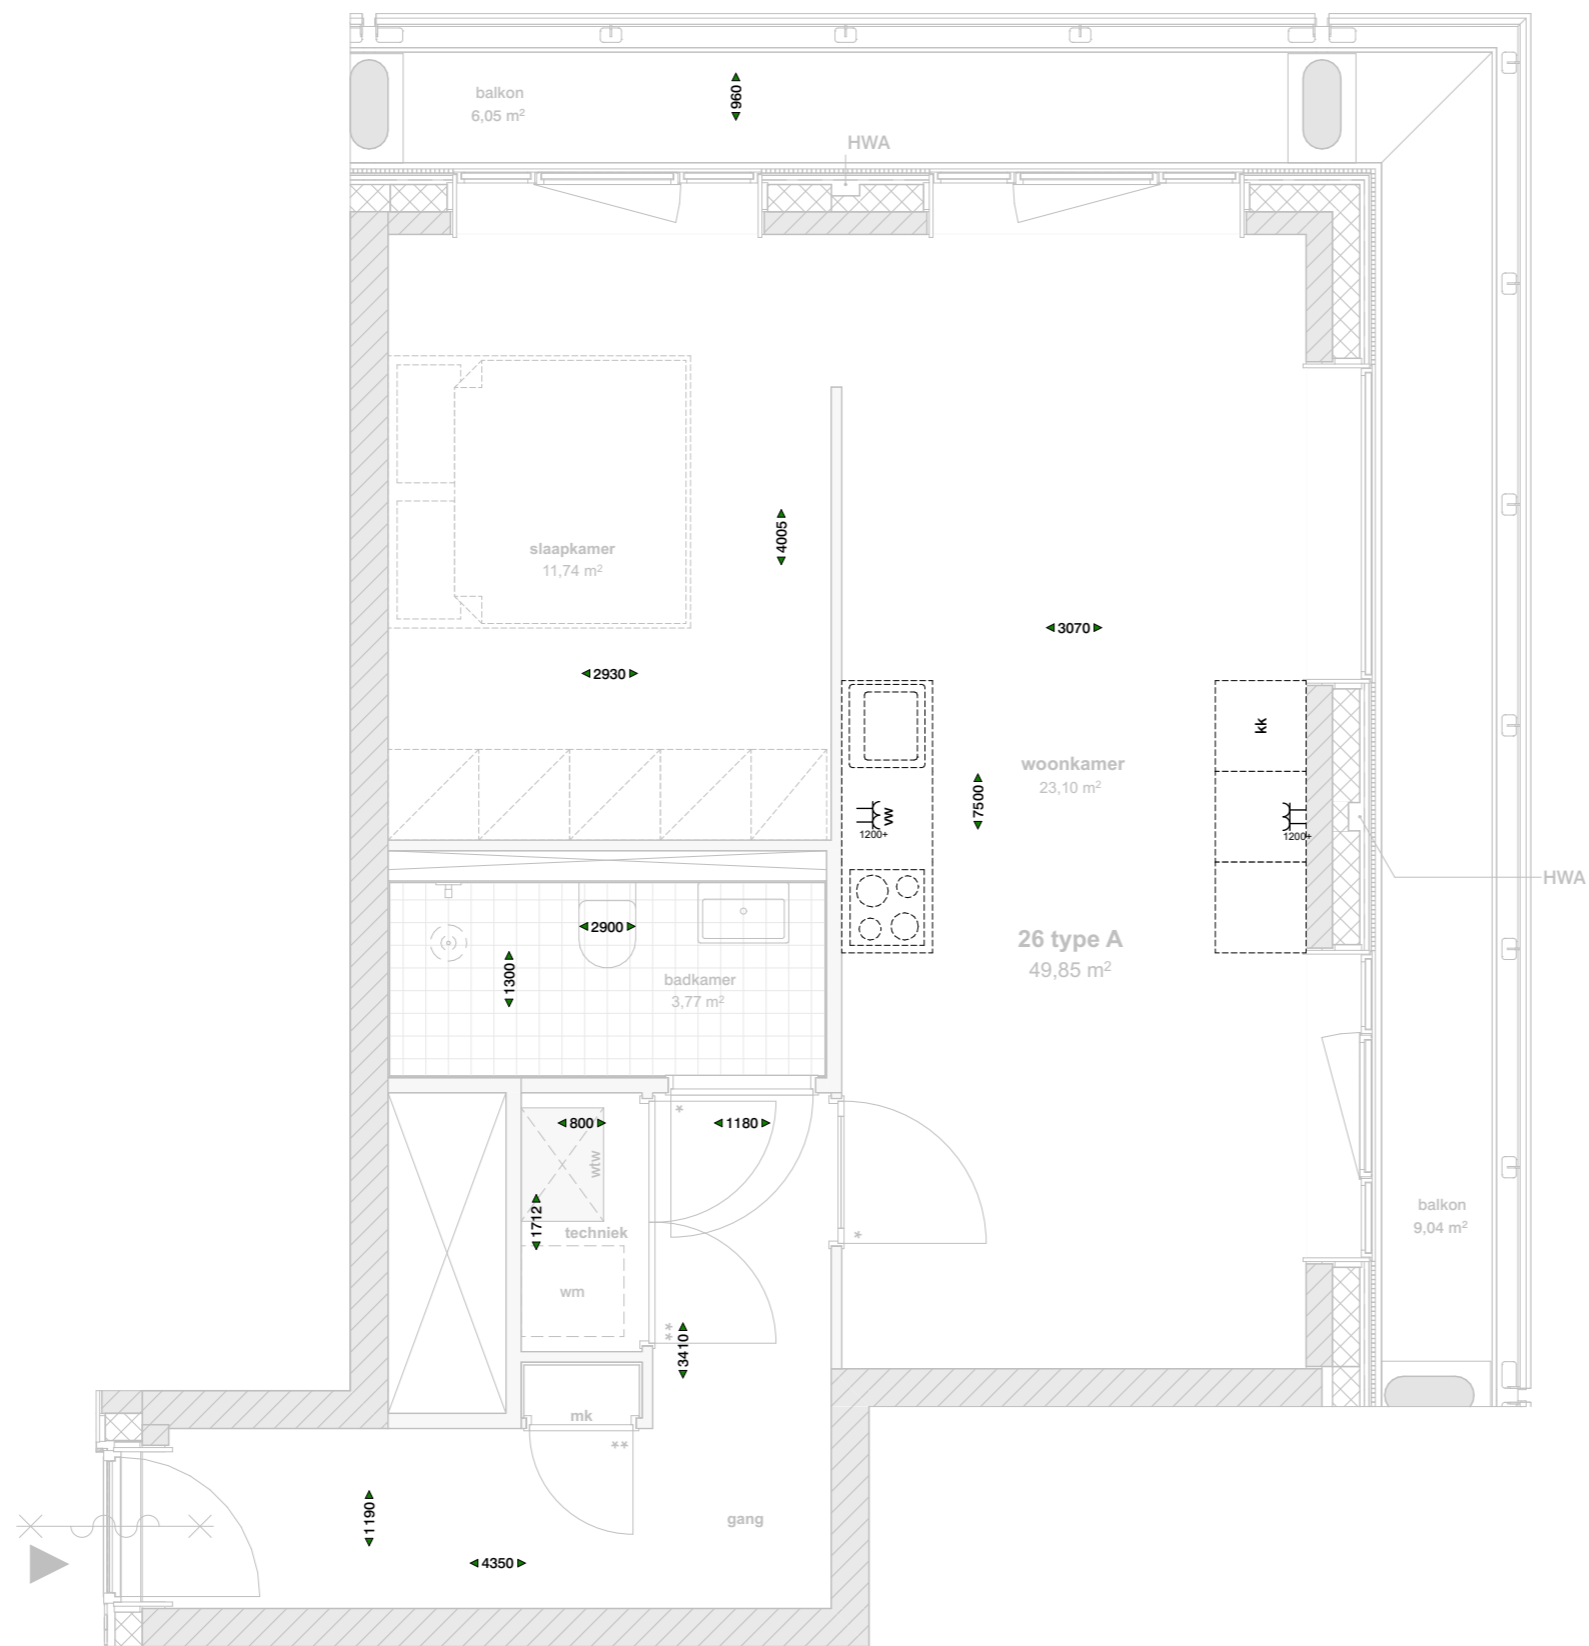 balkon
6,05 m²
960
HWA
slaapkamer
11,74 m²
4005
3070
2930
kk
woonkamer
23,10 m²
7500
vw
1200+
1200+
HWA
2900
26 type A
49,85 m²
1300
badkamer
3,77 m²
*
800
1180
wtw
1712
techniek
*
balkon
9,04 m²
wm
**
3410
mk
**
1190
gang
4350